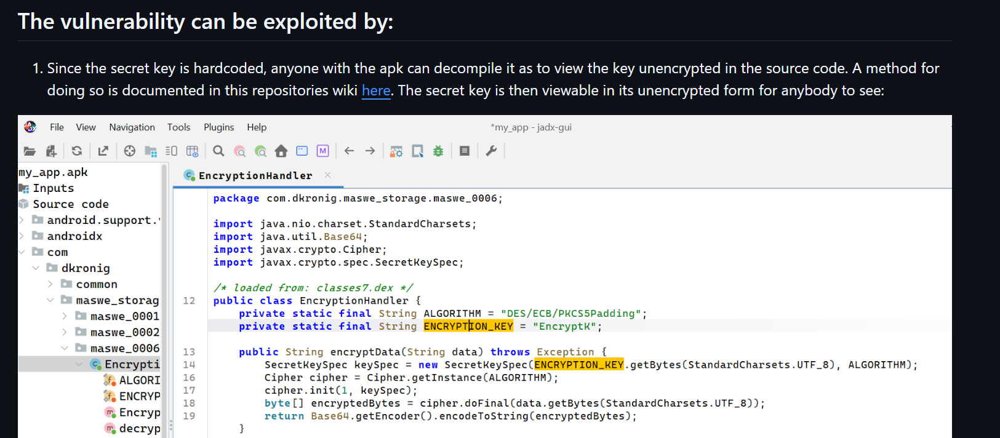 The vulnerability can be exploited by:
1. Since the secret key is hardcoded, anyone with the apk can decompile it as to view the key unencrypted in the source code. A method for
doing so is documented in this repositories wiki here. The secret key is then viewable in its unencrypted form for anybody to see:
File View Navigation Tools Plugins Help
*my_app - jadx-gui
my_app.apk
Inputs
Source code
android.support.
androidx
com
dkronig
common
maswe_storag
maswe_0001
maswe_0002
maswe_0006
Encrypti
ALGORI
ENCRYP
Encryp
decryp
EncryptionHandler
package com.dkronig.maswe_storage.maswe_0006;
import java.nio.charset.StandardCharsets;
import java.util.Base64;
import javax.crypto.Cipher;
import javax.crypto.spec.SecretKeySpec;
/* loaded from: classes7.dex */
12 public class EncryptionHandler {
private static final String ALGORITHM = "DES/ECB/PKCS5Padding";
private static final String ENCRYPTION_KEY = "EncryptK";
13 public String encryptData(String data) throws Exception {
14 SecretKeySpec keySpec = new SecretKeySpec(ENCRYPTION_KEY.getBytes(StandardCharsets.UTF_8), ALGORITHM);
16 Cipher cipher = Cipher.getInstance(ALGORITHM);
17 cipher.init(1, keySpec);
18 byte[] encryptedBytes = cipher.doFinal(data.getBytes(StandardCharsets.UTF_8));
19 return Base64.getEncoder().encodeToString(encryptedBytes);
}